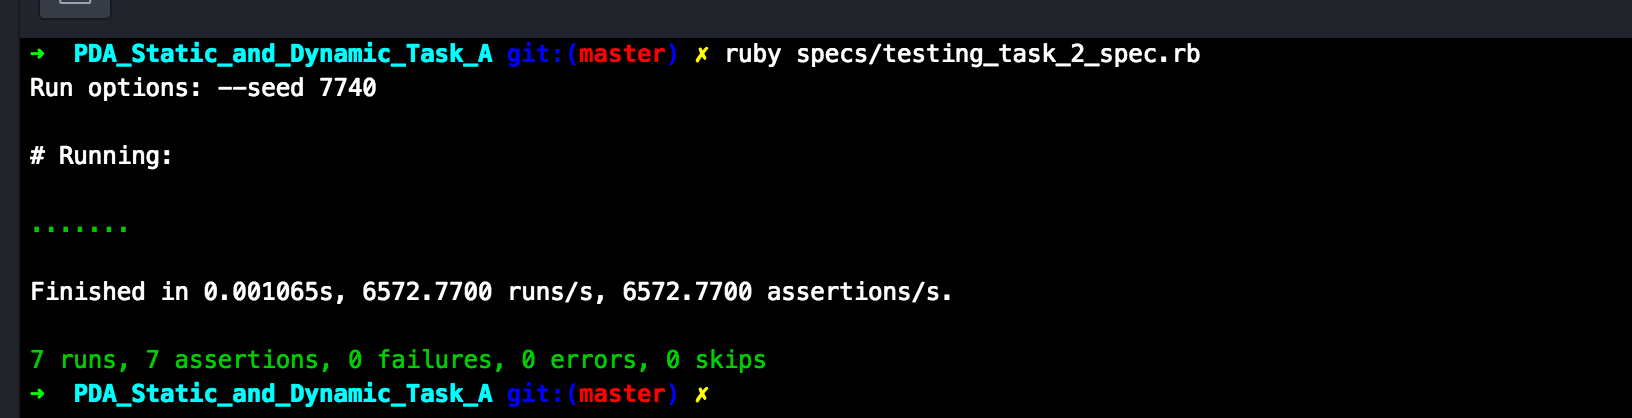 ➜  PDA_Static_and_Dynamic_Task_A git:(master) ✗ ruby specs/testing_task_2_spec.rb
Run options: --seed 7740
# Running:
.......
Finished in 0.001065s, 6572.7700 runs/s, 6572.7700 assertions/s.
7 runs, 7 assertions, 0 failures, 0 errors, 0 skips
➜  PDA_Static_and_Dynamic_Task_A git:(master) ✗